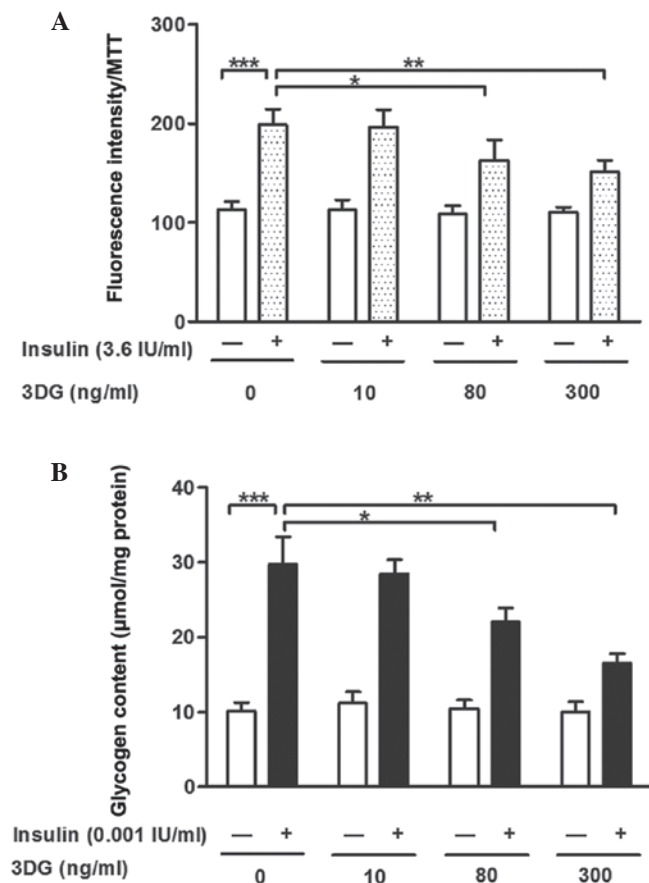 A
Fluorescence intensity/MTT
300
200
100
0
***
**
*
Insulin (3.6 IU/ml) — + — + — + — +
3DG (ng/ml) 0 10 80 300
B
Glycogen content (µmol/mg protein)
40
30
20
10
0
***
**
*
Insulin (0.001 IU/ml) — + — + — + — +
3DG (ng/ml) 0 10 80 300